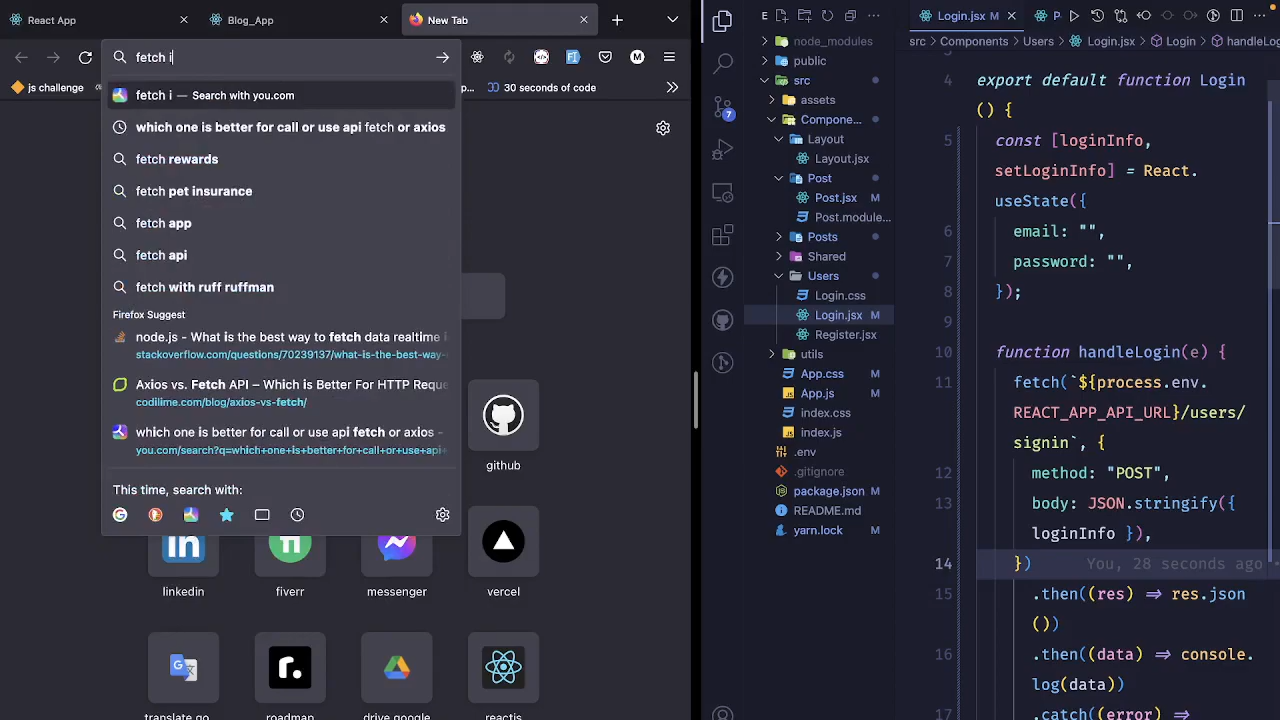 React App
Blog_App
New Tab
fetch i
js challenge
p...
30 seconds of code
fetch i — Search with you.com
which one is better for call or use api fetch or axios
fetch rewards
fetch pet insurance
fetch app
fetch api
fetch with ruff ruffman
Firefox Suggest
node.js - What is the best way to fetch data realtime i
stackoverflow.com/questions/70239137/what-is-the-best-way-
Axios vs. Fetch API – Which is Better For HTTP Reque
codilime.com/blog/axios-vs-fetch/
which one is better for call or use api fetch or axios -
you.com/search?q=which+one+is+better+for+call+or+use+api+
This time, search with:
github
linkedin
fiverr
messenger
vercel
translate go
roadmap
drive google
reactjs
E
node_modules
public
src
assets
Compone...
Layout
Layout.jsx
Post
Post.jsx M
Post.module...
Posts
Shared
Users
Login.css
Login.jsx M
Register.jsx
utils
App.css M
App.js M
index.css
index.js
.env
.gitignore
package.json M
README.md
yarn.lock M
7
Login.jsx M
P
src > Components > Users > Login.jsx > Login > handleLog
4 export default function Login
() {
5 const [loginInfo,
setLoginInfo] = React.
useState({
6 email: "",
7 password: "",
8 });
9
10 function handleLogin(e) {
11 fetch(`${process.env.
REACT_APP_API_URL}/users/
signin`, {
12 method: "POST",
13 body: JSON.stringify({
loginInfo }),
14 }) You, 28 seconds ago
15 .then((res) => res.json
())
16 .then((data) => console.
log(data))
17 .catch((error) =>